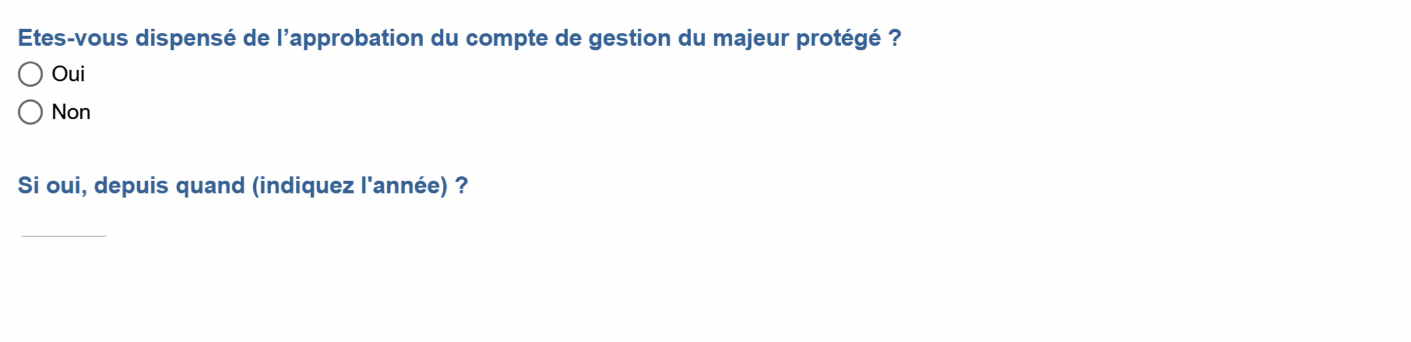 Etes-vous dispensé de l’approbation du compte de gestion du majeur protégé ?
Oui
Non
Si oui, depuis quand (indiquez l'année) ?